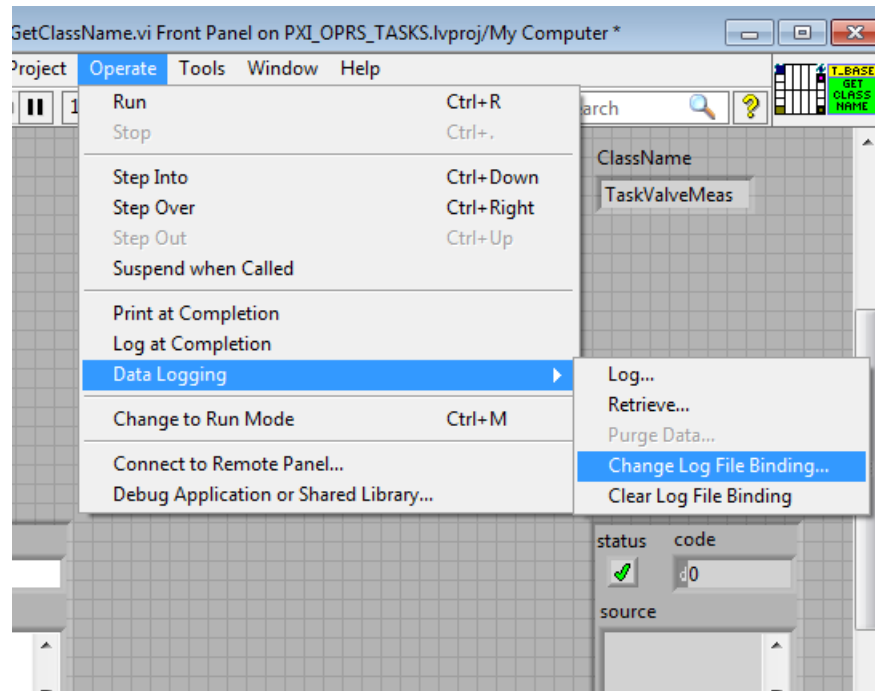 GetClassName.vi Front Panel on PXI_OPRS_TASKS.lvproj/My Computer *
Project Operate Tools Window Help
1 arch ?
T_BASE
GET
CLASS
NAME
Run Ctrl+R
Stop Ctrl+.
Step Into Ctrl+Down
Step Over Ctrl+Right
Step Out Ctrl+Up
Suspend when Called
Print at Completion
Log at Completion
Data Logging
Change to Run Mode Ctrl+M
Connect to Remote Panel...
Debug Application or Shared Library...
ClassName
TaskValveMeas
Log...
Retrieve...
Purge Data...
Change Log File Binding...
Clear Log File Binding
status code
d0
source